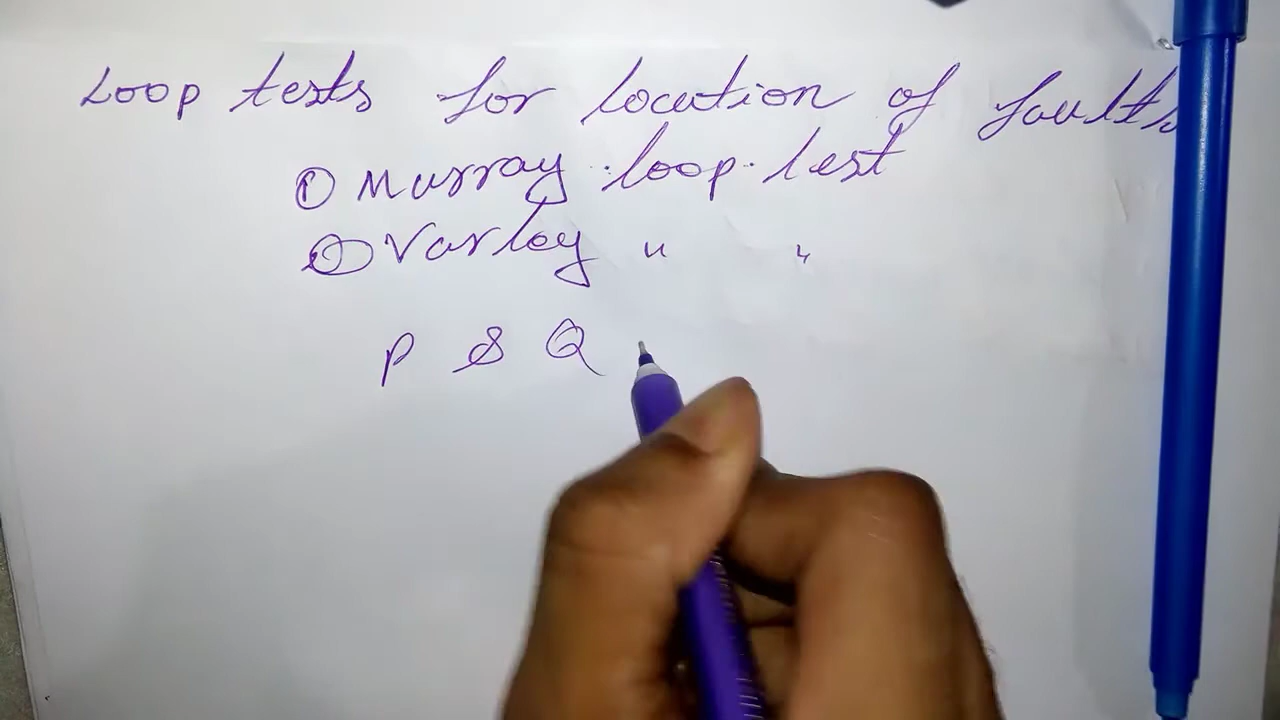 Loop tests for location of faults
① Murray loop test
② Varley " "
P & Q